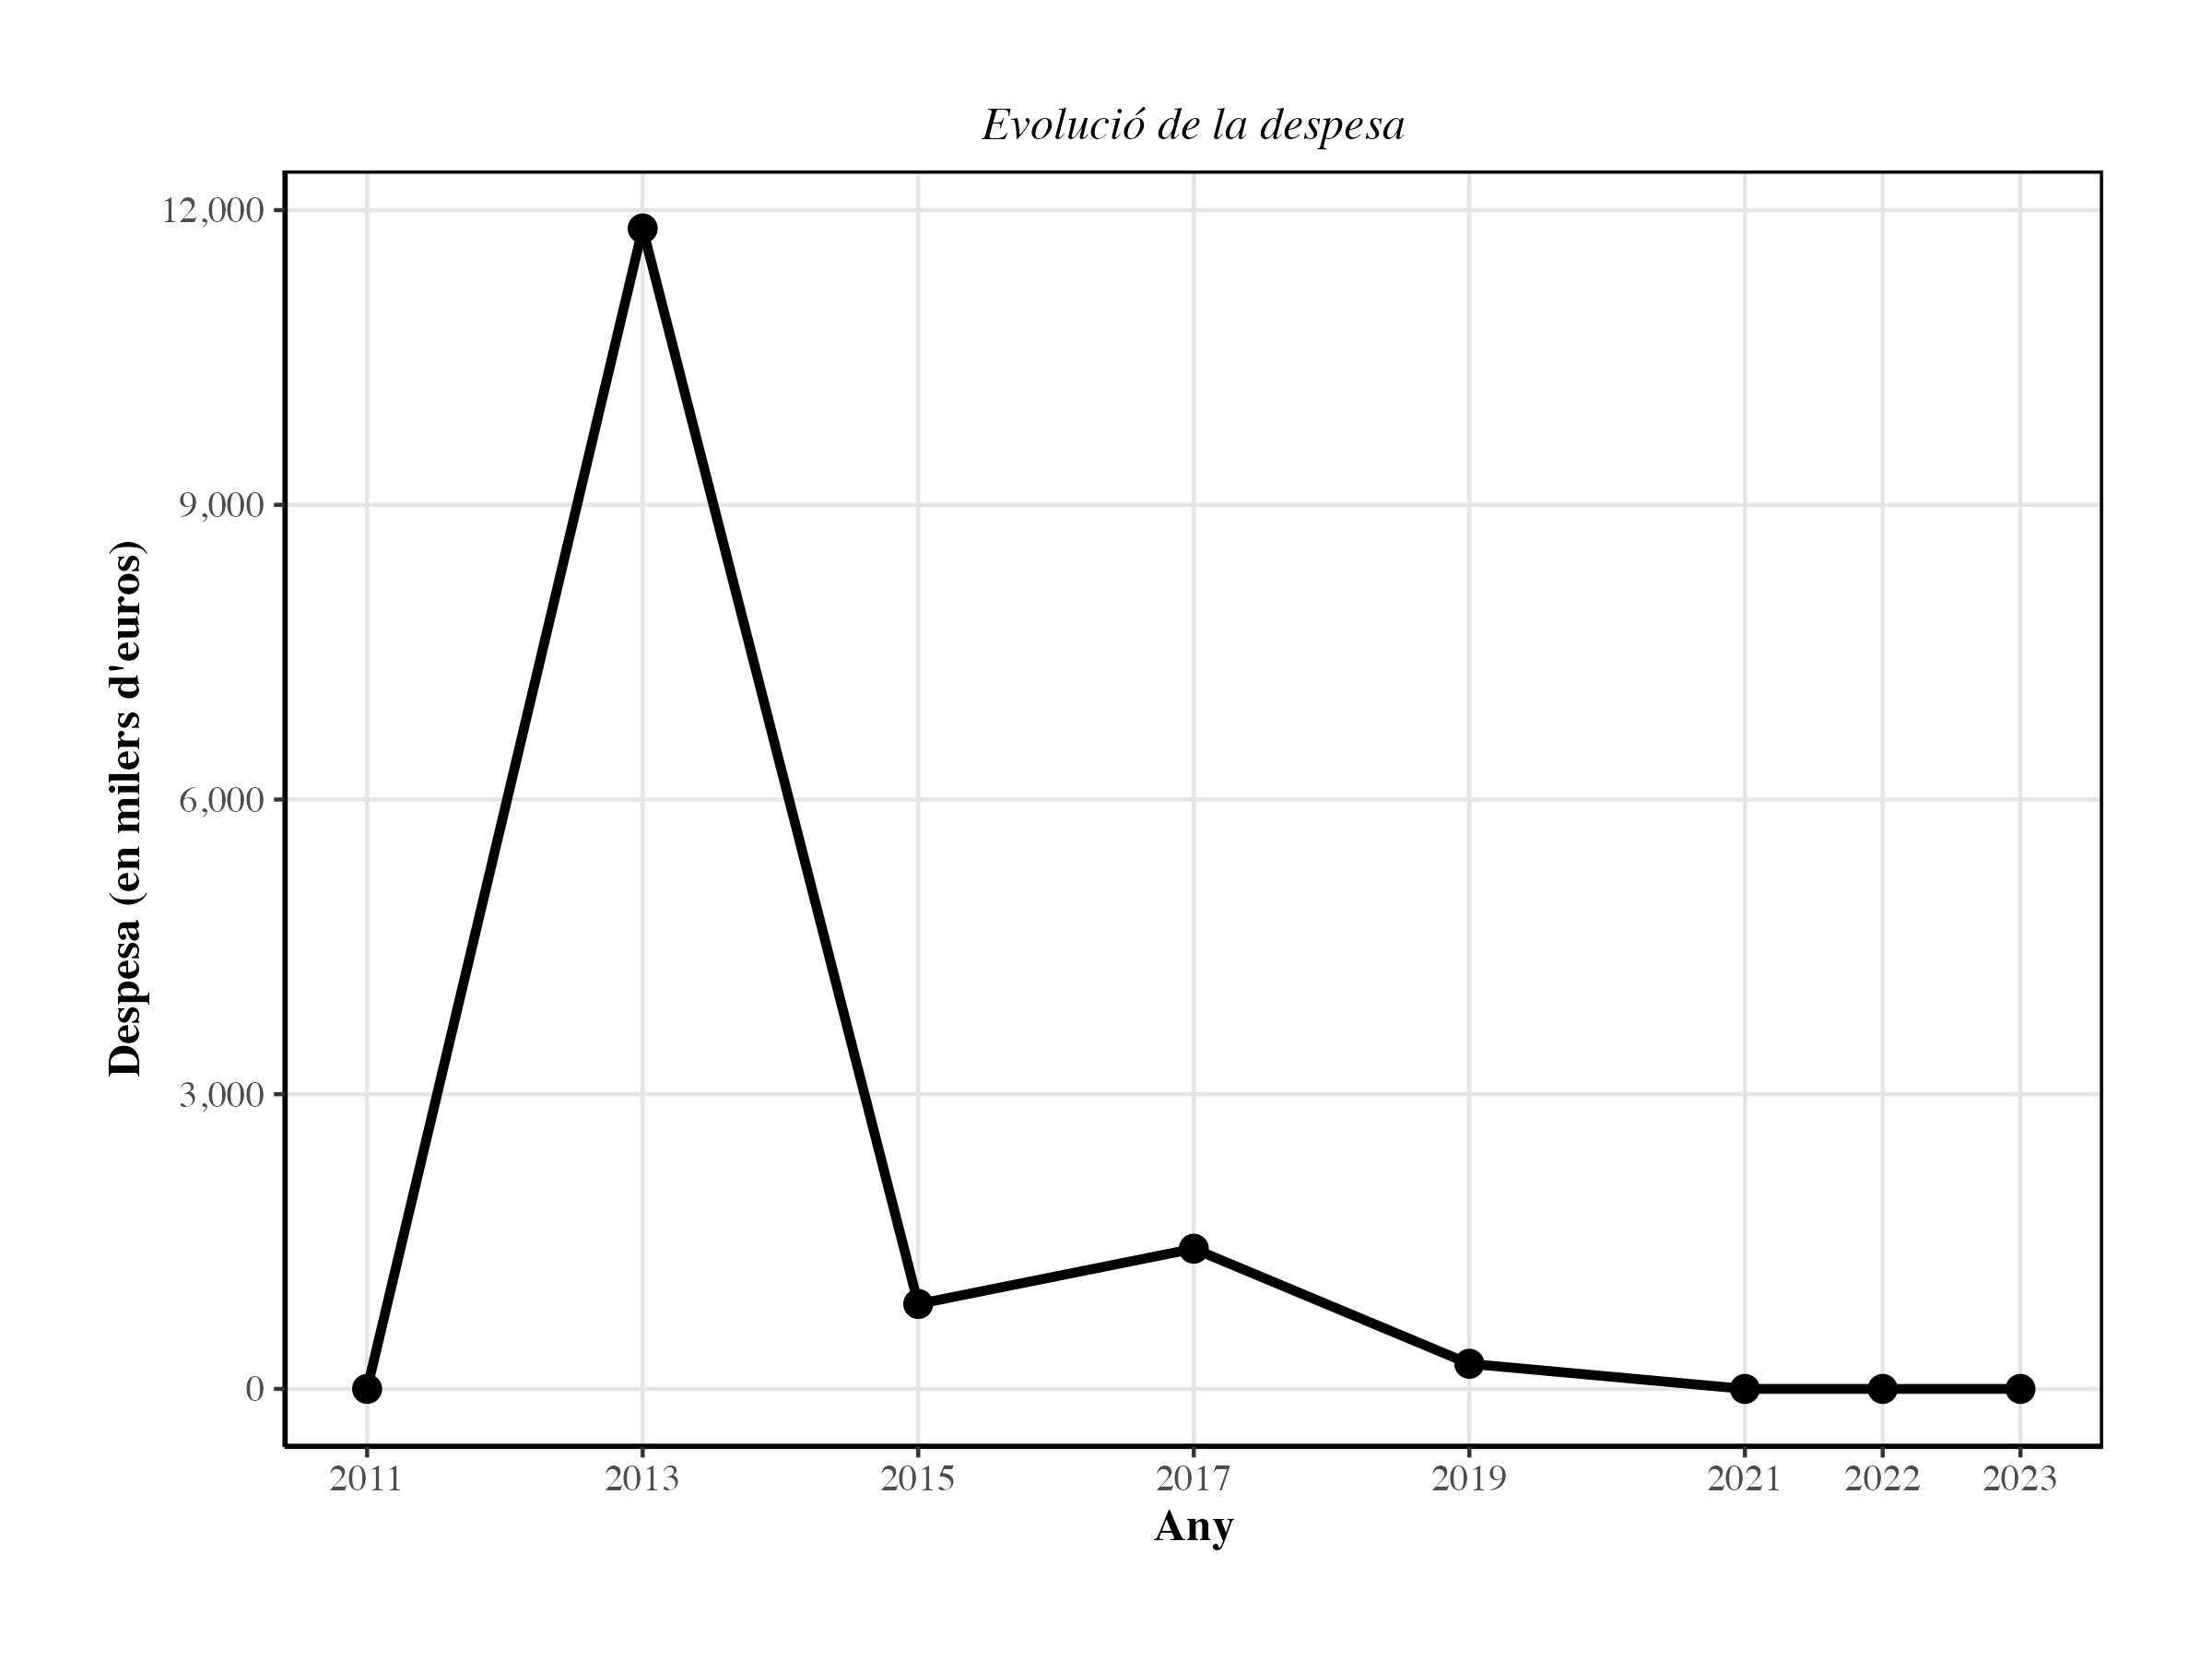 Evolució de la despesa
Despesa (en milers d'euros)
12,000
9,000
6,000
3,000
0
2011 2013 2015 2017 2019 2021 2022 2023
Any